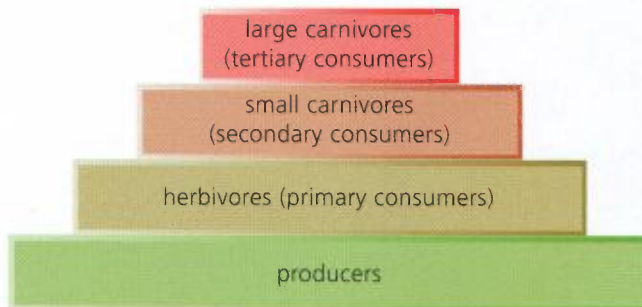 large carnivores
(tertiary consumers)
small carnivores
(secondary consumers)
herbivores (primary consumers)
producers